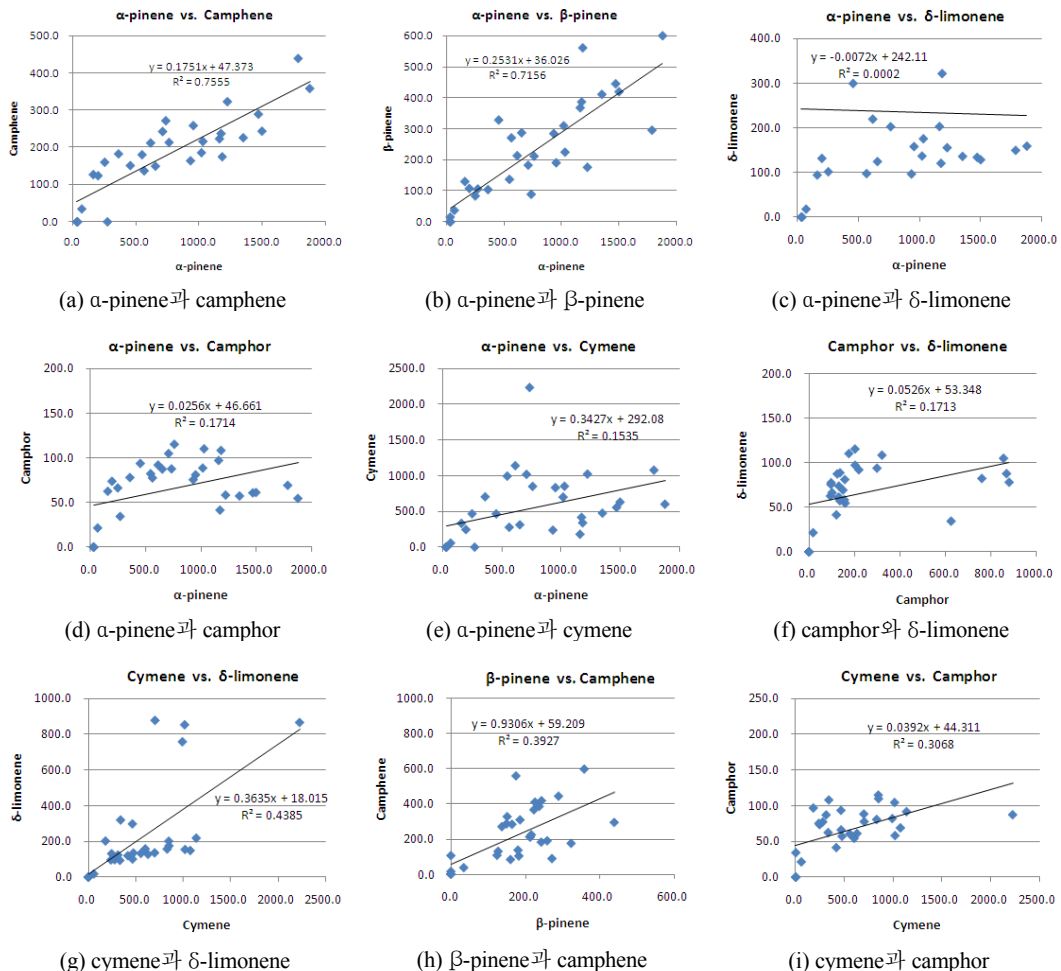 α-pinene vs. Camphene
500.0
400.0
300.0
200.0
100.0
0.0
Camphene
y = 0.1751x + 47.373
R² = 0.7555
0.0 500.0 1000.0 1500.0 2000.0
α-pinene
(a) α-pinene과 camphene
α-pinene vs. β-pinene
600.0
500.0
400.0
300.0
200.0
100.0
0.0
β-pinene
y = 0.2531x + 36.026
R² = 0.7156
0.0 500.0 1000.0 1500.0 2000.0
α-pinene
(b) α-pinene과 β-pinene
α-pinene vs. δ-limonene
400.0
300.0
200.0
100.0
0.0
δ-limonene
y = -0.0072x + 242.11
R² = 0.0002
0.0 500.0 1000.0 1500.0 2000.0
α-pinene
(c) α-pinene과 δ-limonene
α-pinene vs. Camphor
200.0
150.0
100.0
50.0
0.0
Camphor
y = 0.0256x + 46.661
R² = 0.1714
0.0 500.0 1000.0 1500.0 2000.0
α-pinene
(d) α-pinene과 camphor
α-pinene vs. Cymene
2500.0
2000.0
1500.0
1000.0
500.0
0.0
Cymene
y = 0.3427x + 292.08
R² = 0.1535
0.0 500.0 1000.0 1500.0 2000.0
α-pinene
(e) α-pinene과 cymene
Camphor vs. δ-limonene
200.0
150.0
100.0
50.0
0.0
δ-limonene
y = 0.0526x + 53.348
R² = 0.1713
0.0 200.0 400.0 600.0 800.0 1000.0
Camphor
(f) camphor와 δ-limonene
Cymene vs. δ-limonene
1000.0
800.0
600.0
400.0
200.0
0.0
δ-limonene
y = 0.3635x + 18.015
R² = 0.4385
0.0 500.0 1000.0 1500.0 2000.0 2500.0
Cymene
(g) cymene과 δ-limonene
β-pinene vs. Camphene
800.0
600.0
400.0
200.0
0.0
Camphene
y = 0.9306x + 59.209
R² = 0.3927
0.0 200.0 400.0 600.0
β-pinene
(h) β-pinene과 camphene
Cymene vs. Camphor
250.0
200.0
150.0
100.0
50.0
0.0
Camphor
y = 0.0392x + 44.311
R² = 0.3068
0.0 500.0 1000.0 1500.0 2000.0 2500.0
Cymene
(i) cymene과 camphor